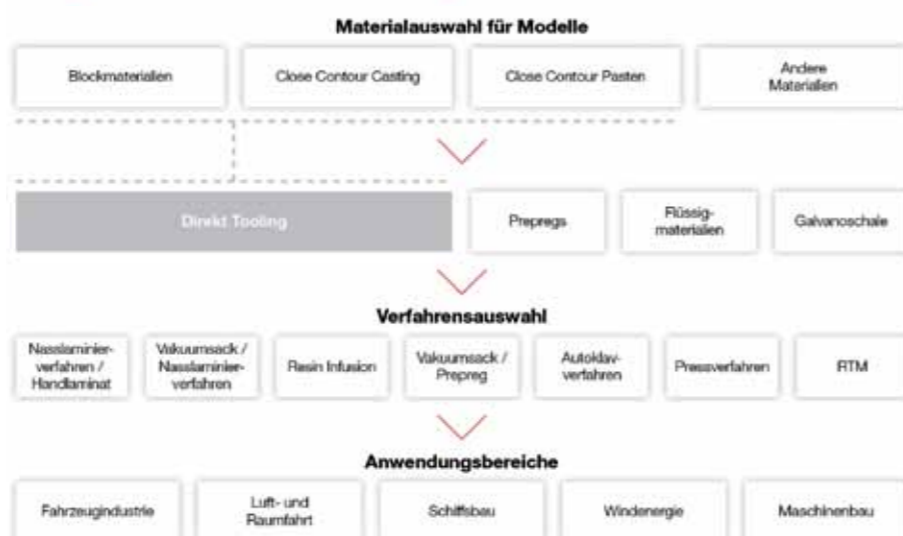 Materialauswahl für Modelle
Blockmaterialien
Close Contour Casting
Close Contour Pasten
Andere
Materialien
Direkt Tooling
Prepregs
Flüssig-
materialien
Galvanoschale
Verfahrensauswahl
Nasslaminier-
verfahren /
Handlaminat
Vakuumsack /
Nasslaminier-
verfahren
Resin Infusion
Vakuumsack /
Prepreg
Autoklav-
verfahren
Pressverfahren
RTM
Anwendungsbereiche
Fahrzeugindustrie
Luft- und
Raumfahrt
Schiffsbau
Windenergie
Maschinenbau